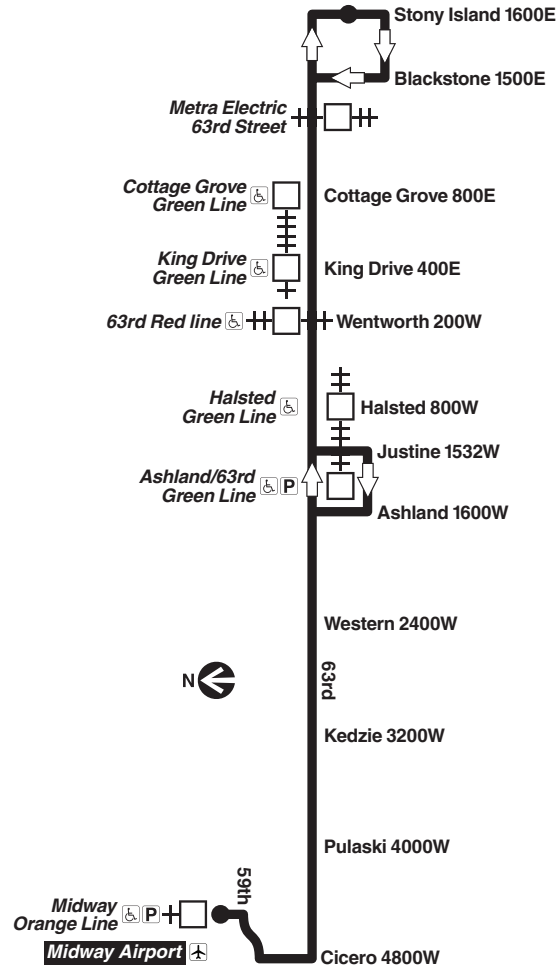 Stony Island 1600E
Blackstone 1500E
Metra Electric
63rd Street
Cottage Grove
Green Line
Cottage Grove 800E
King Drive
Green Line
King Drive 400E
63rd Red line
Wentworth 200W
Halsted
Green Line
Halsted 800W
Justine 1532W
Ashland/63rd
Green Line
P
Ashland 1600W
Western 2400W
N
63rd
Kedzie 3200W
Pulaski 4000W
59th
Midway
Orange Line
P
Midway Airport
Cicero 4800W